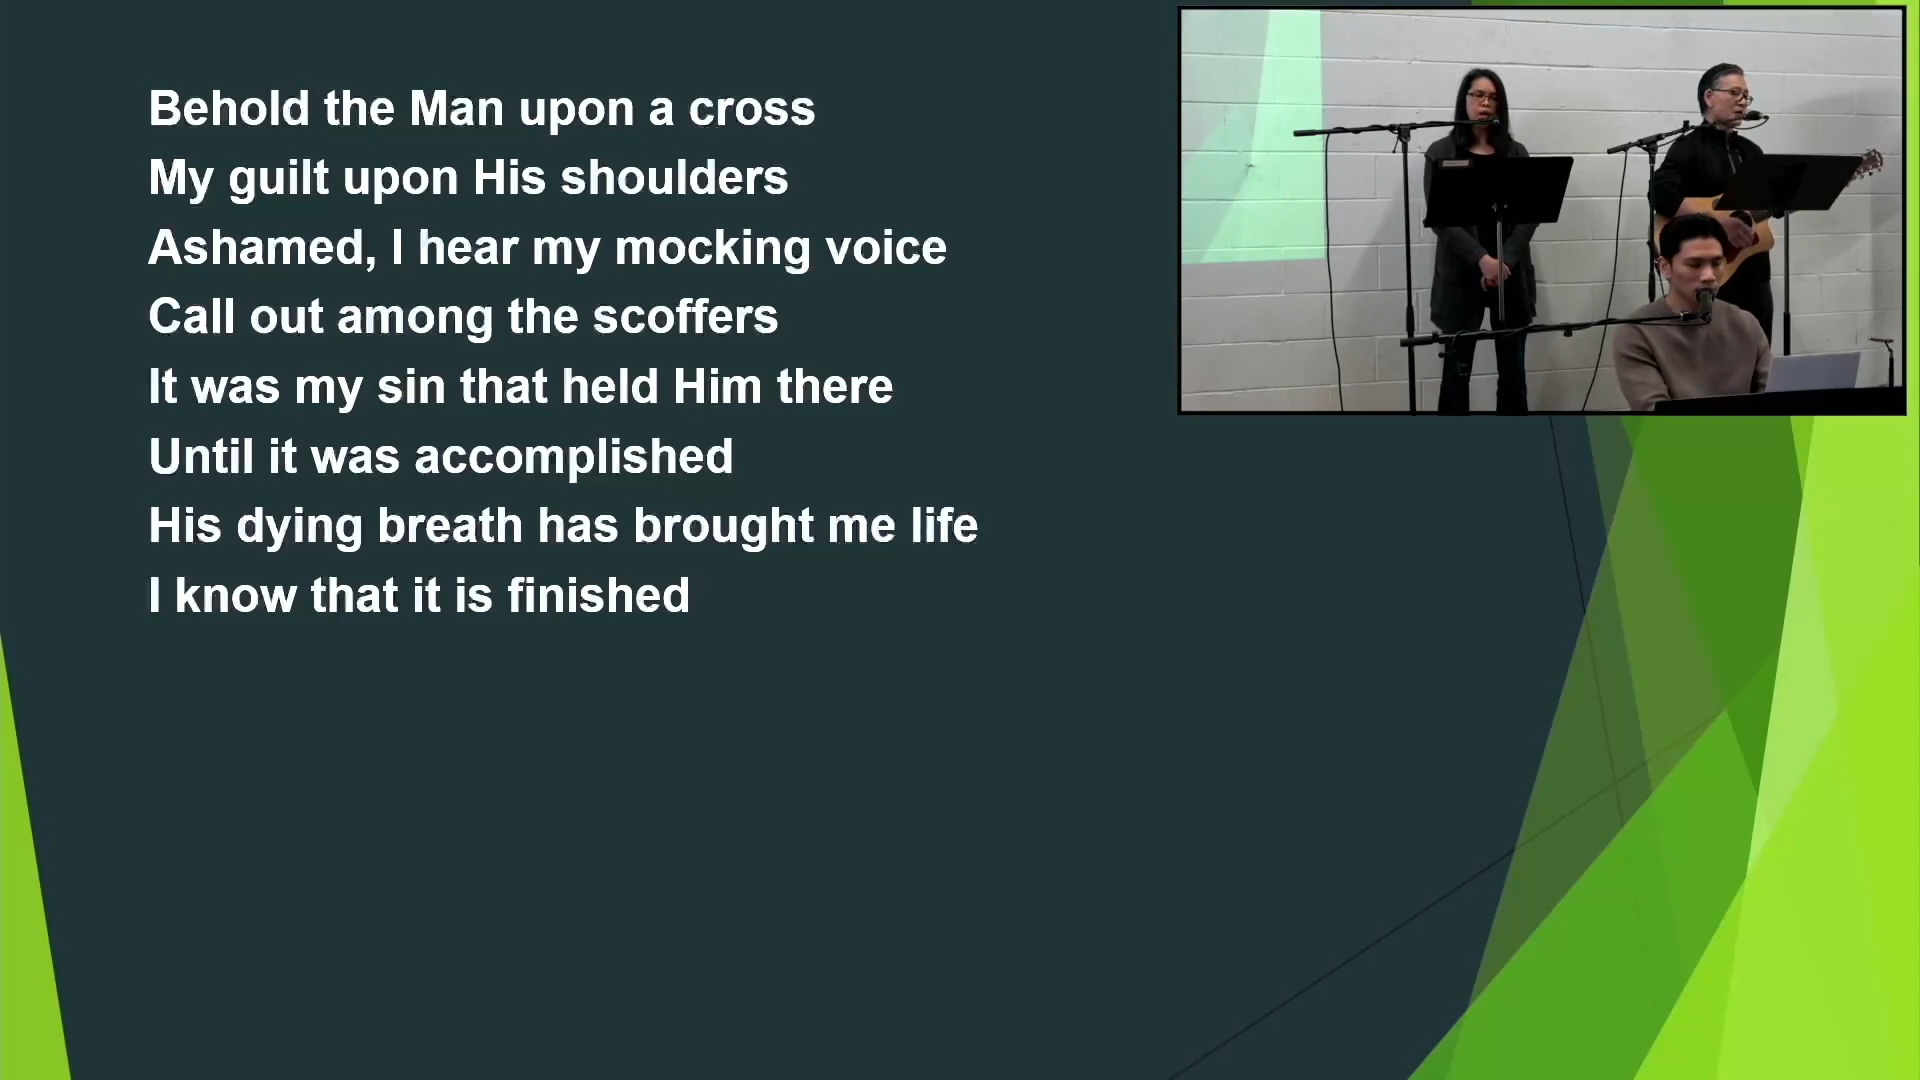 Behold the Man upon a cross
My guilt upon His shoulders
Ashamed, I hear my mocking voice
Call out among the scoffers
It was my sin that held Him there
Until it was accomplished
His dying breath has brought me life
I know that it is finished